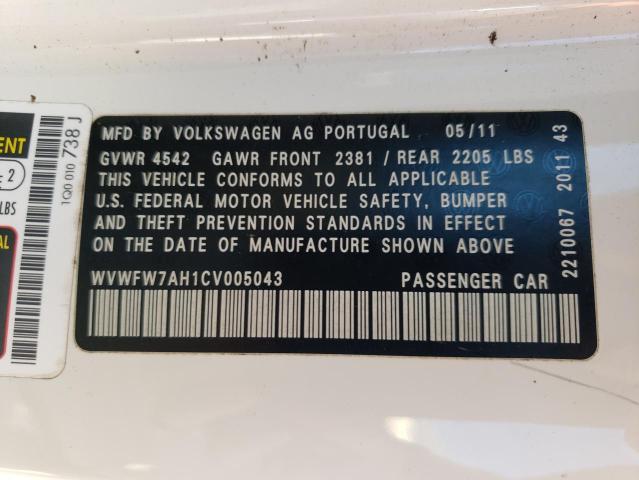 MFD BY VOLKSWAGEN AG PORTUGAL 05/11
GVWR 4542 GAWR FRONT 2381 / REAR 2205 LBS
THIS VEHICLE CONFORMS TO ALL APPLICABLE
U.S. FEDERAL MOTOR VEHICLE SAFETY, BUMPER
AND THEFT PREVENTION STANDARDS IN EFFECT
ON THE DATE OF MANUFACTURE SHOWN ABOVE
WVWFW7AH1CV005043 PASSENGER CAR
2210067 2011 43
1Q0 010 738 J
2
LBS